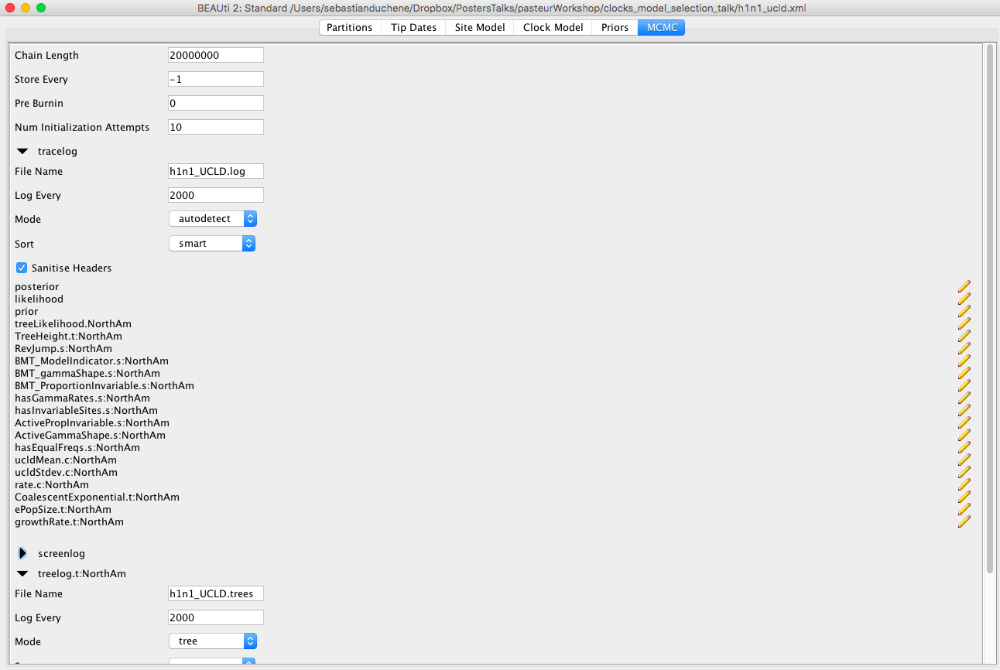 BEAUti 2: Standard /Users/sebastianduchene/Dropbox/PostersTalks/pasteurWorkshop/clocks_model_selection_talk/h1n1_ucld.xml
Partitions Tip Dates Site Model Clock Model Priors MCMC
Chain Length 20000000
Store Every -1
Pre Burnin 0
Num Initialization Attempts 10
tracelog
File Name h1n1_UCLD.log
Log Every 2000
Mode autodetect
Sort smart
Sanitise Headers
posterior
likelihood
prior
treeLikelihood.NorthAm
TreeHeight.t:NorthAm
RevJump.s:NorthAm
BMT_ModelIndicator.s:NorthAm
BMT_gammaShape.s:NorthAm
BMT_ProportionInvariable.s:NorthAm
hasGammaRates.s:NorthAm
hasInvariableSites.s:NorthAm
ActivePropInvariable.s:NorthAm
ActiveGammaShape.s:NorthAm
hasEqualFreqs.s:NorthAm
ucldMean.c:NorthAm
ucldStdev.c:NorthAm
rate.c:NorthAm
CoalescentExponential.t:NorthAm
ePopSize.t:NorthAm
growthRate.t:NorthAm
screenlog
treelog.t:NorthAm
File Name h1n1_UCLD.trees
Log Every 2000
Mode tree